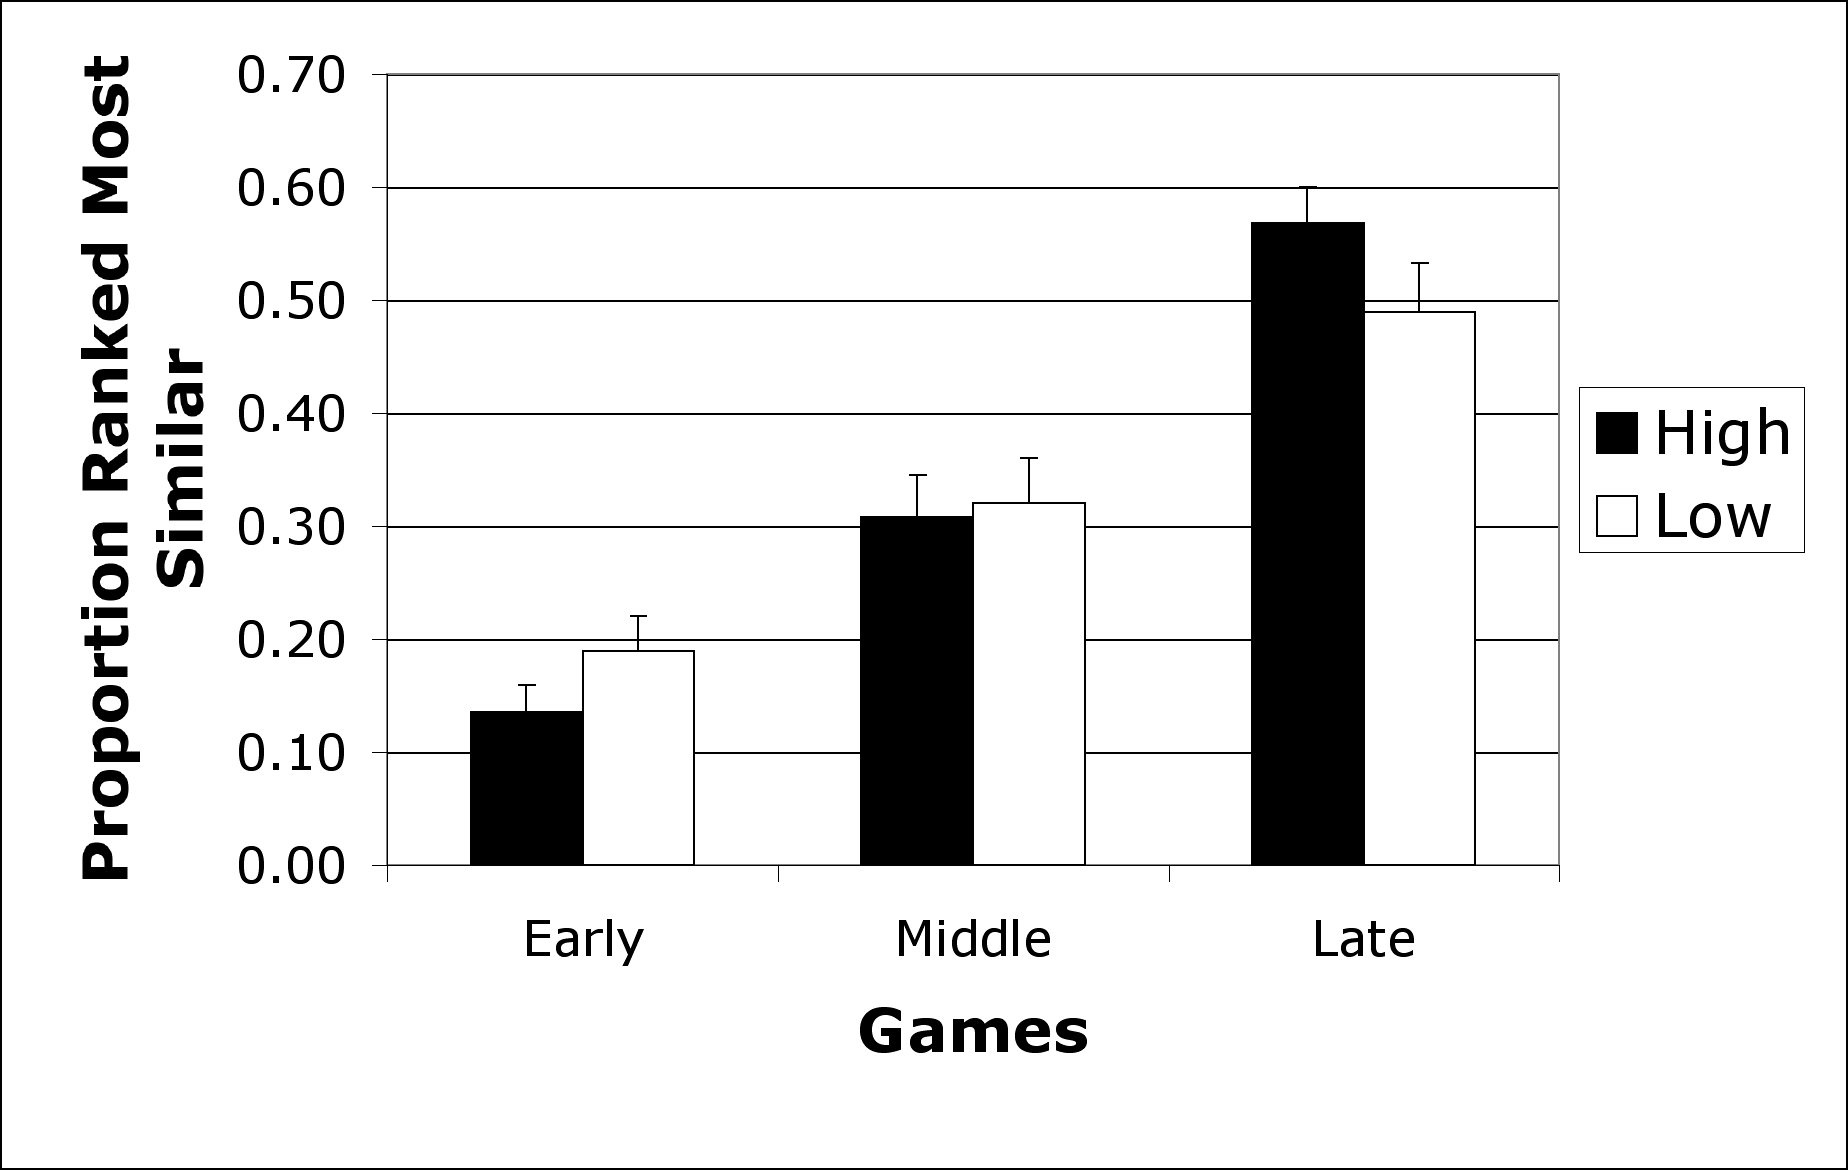 Proportion Ranked Most
Similar
0.70
0.60
0.50
0.40
0.30
0.20
0.10
0.00
Early Middle Late
Games
High
Low